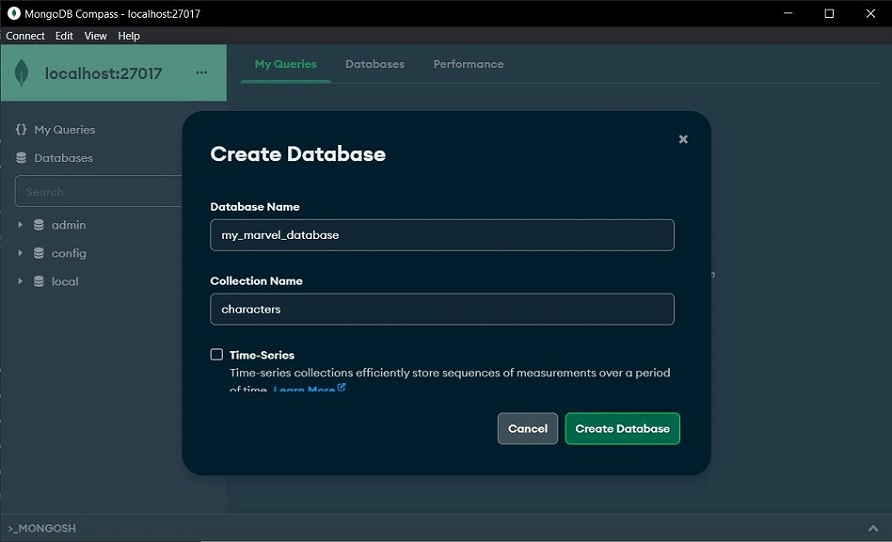 MongoDB Compass - localhost:27017
Connect Edit View Help
localhost:27017 ...
My Queries Databases Performance
{} My Queries
Databases
Search
admin
config
local
Create Database
Database Name
my_marvel_database
Collection Name
characters
Time-Series
Time-series collections efficiently store sequences of measurements over a period
of time. Learn More
Cancel Create Database
e
>_MONGOSH